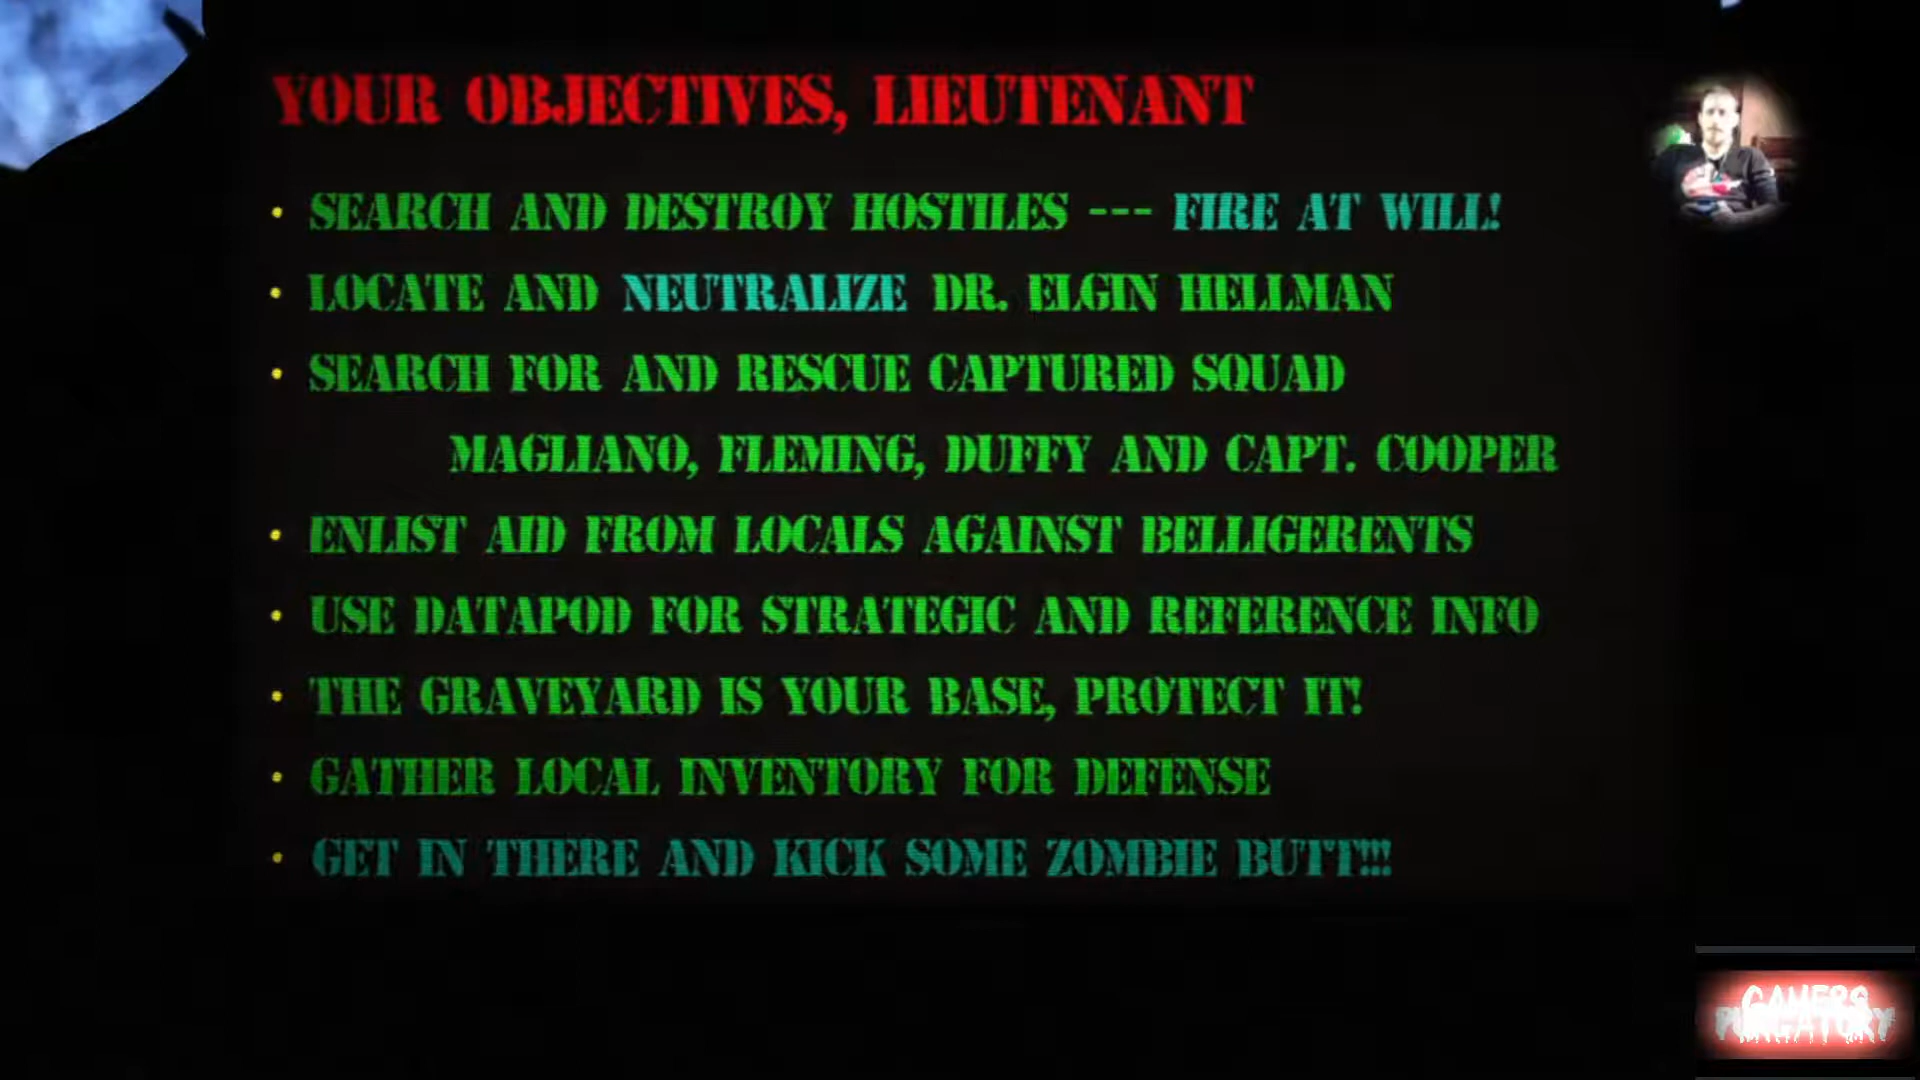 YOUR OBJECTIVES, LIEUTENANT
• SEARCH AND DESTROY HOSTILES --- FIRE AT WILL!
• LOCATE AND NEUTRALIZE DR. ELGIN HELLMAN
• SEARCH FOR AND RESCUE CAPTURED SQUAD
MAGLIANO, FLEMING, DUFFY AND CAPT. COOPER
• ENLIST AID FROM LOCALS AGAINST BELLIGERENTS
• USE DATAPOD FOR STRATEGIC AND REFERENCE INFO
• THE GRAVEYARD IS YOUR BASE, PROTECT IT!
• GATHER LOCAL INVENTORY FOR DEFENSE
• GET IN THERE AND KICK SOME ZOMBIE BUTT!!!
GAMERS
PURGATORY